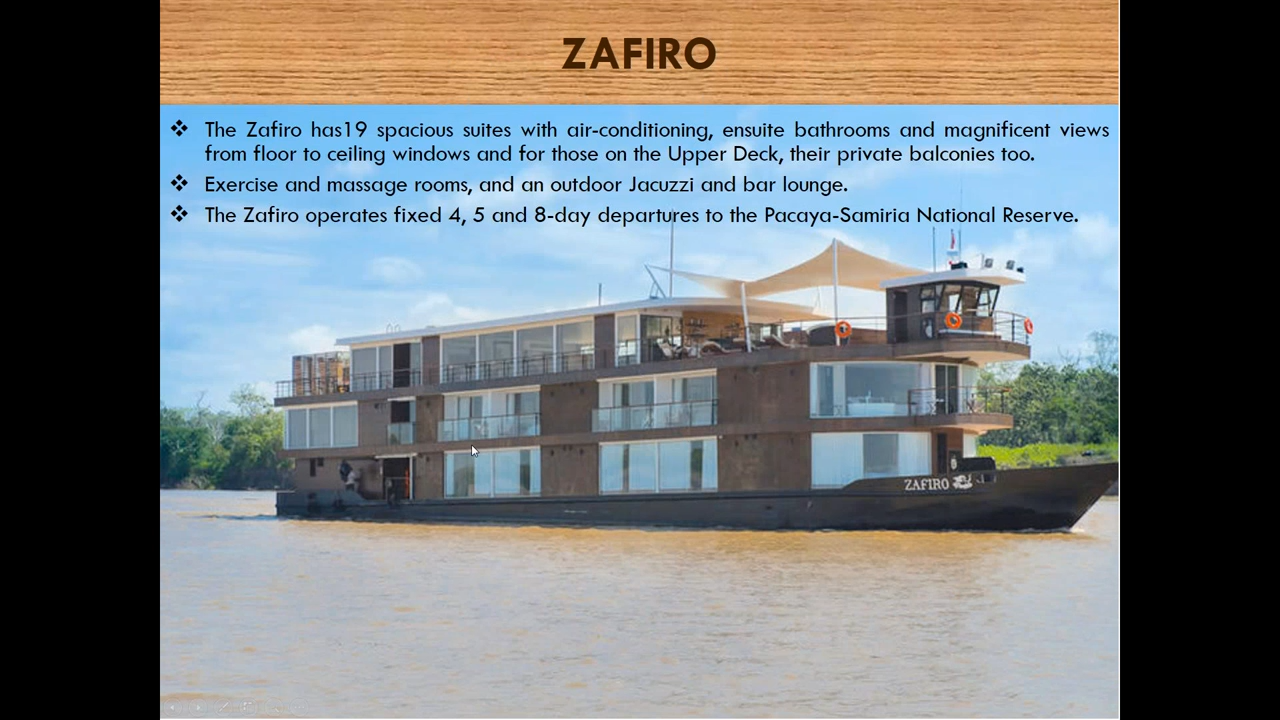 ZAFIRO
❖ The Zafiro has19 spacious suites with air-conditioning, ensuite bathrooms and magnificent views
from floor to ceiling windows and for those on the Upper Deck, their private balconies too.
❖ Exercise and massage rooms, and an outdoor Jacuzzi and bar lounge.
❖ The Zafiro operates fixed 4, 5 and 8-day departures to the Pacaya-Samiria National Reserve.
ZAFIRO